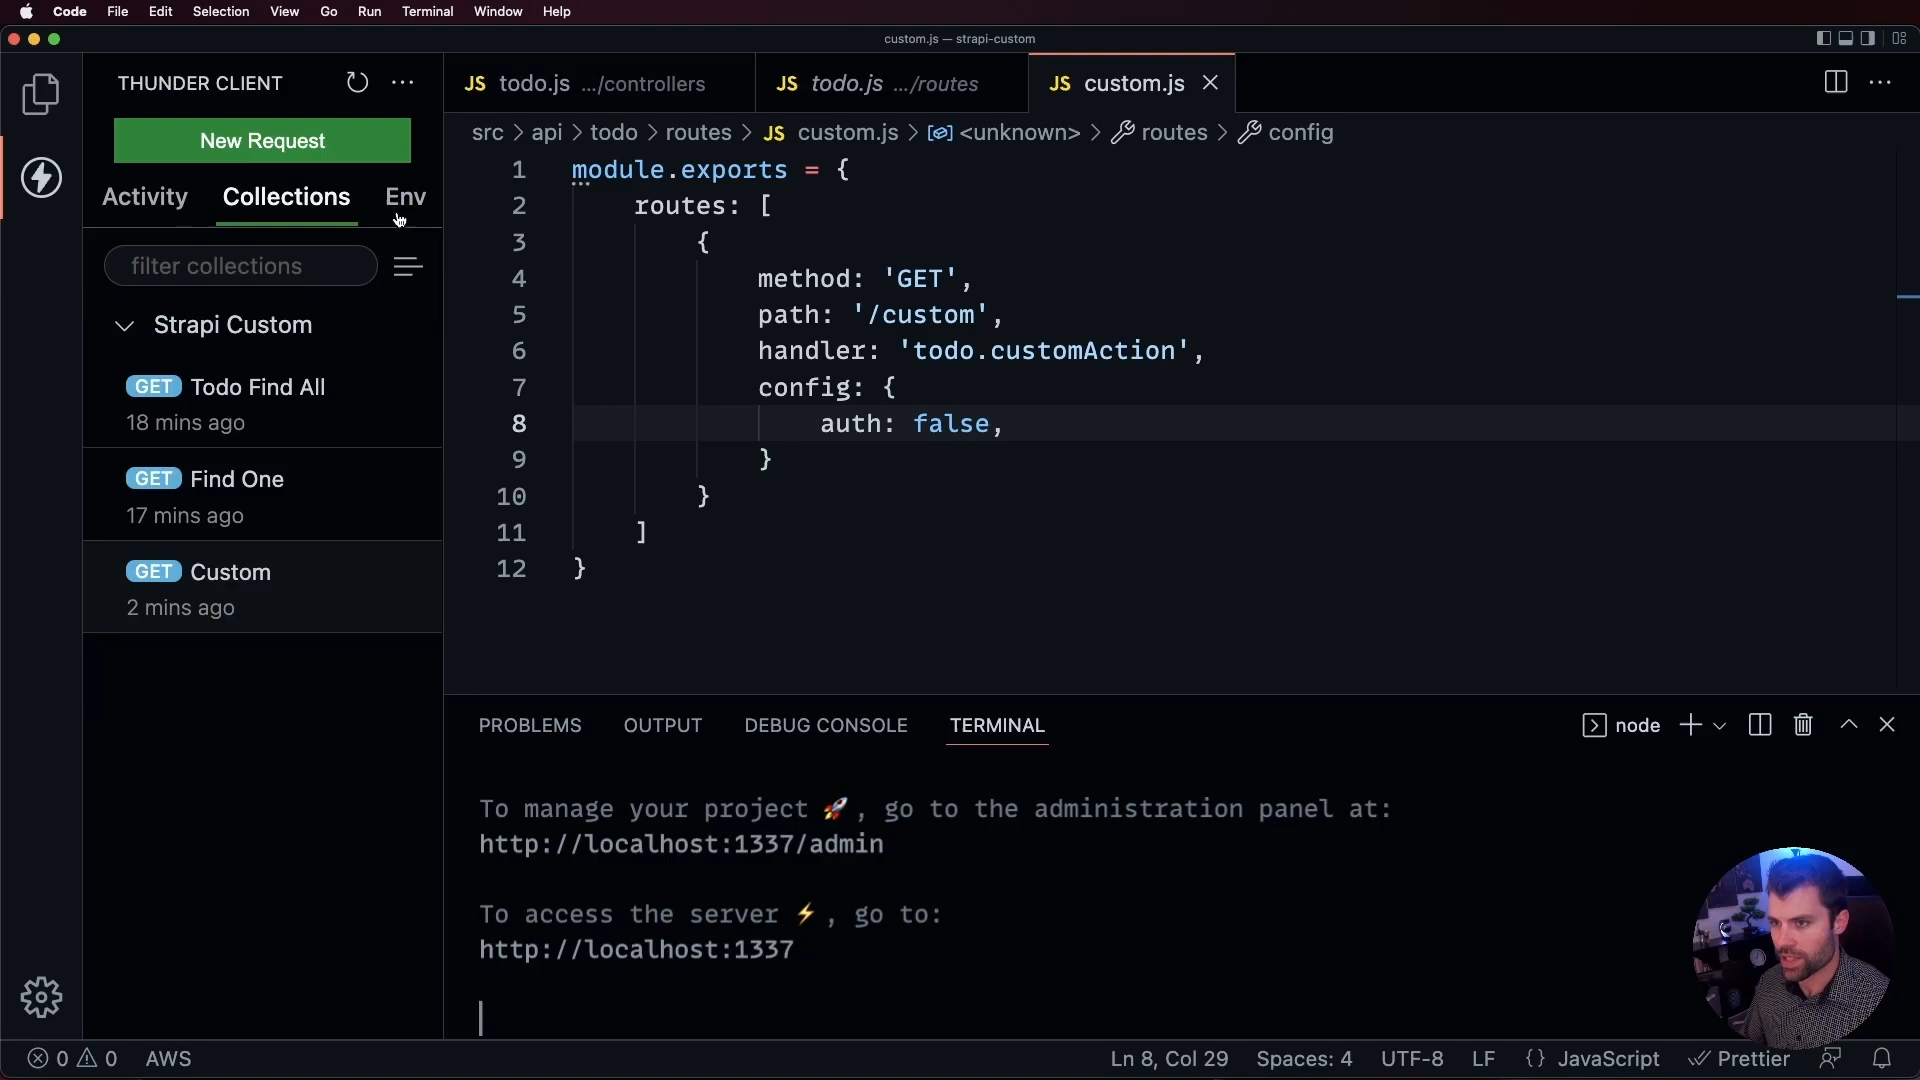 Code File Edit Selection View Go Run Terminal Window Help
custom.js — strapi-custom
THUNDER CLIENT
New Request
Activity Collections Env
filter collections
Strapi Custom
GET Todo Find All
18 mins ago
GET Find One
17 mins ago
GET Custom
2 mins ago
JS todo.js .../controllers JS todo.js .../routes JS custom.js
src > api > todo > routes > JS custom.js > <unknown> > routes > config
1 module.exports = {
2 routes: [
3 {
4 method: 'GET',
5 path: '/custom',
6 handler: 'todo.customAction',
7 config: {
8 auth: false,
9 }
10 }
11 ]
12 }
PROBLEMS OUTPUT DEBUG CONSOLE TERMINAL node
To manage your project 🚀, go to the administration panel at:
http://localhost:1337/admin
To access the server ⚡, go to:
http://localhost:1337
0 0 AWS Ln 8, Col 29 Spaces: 4 UTF-8 LF {} JavaScript Prettier